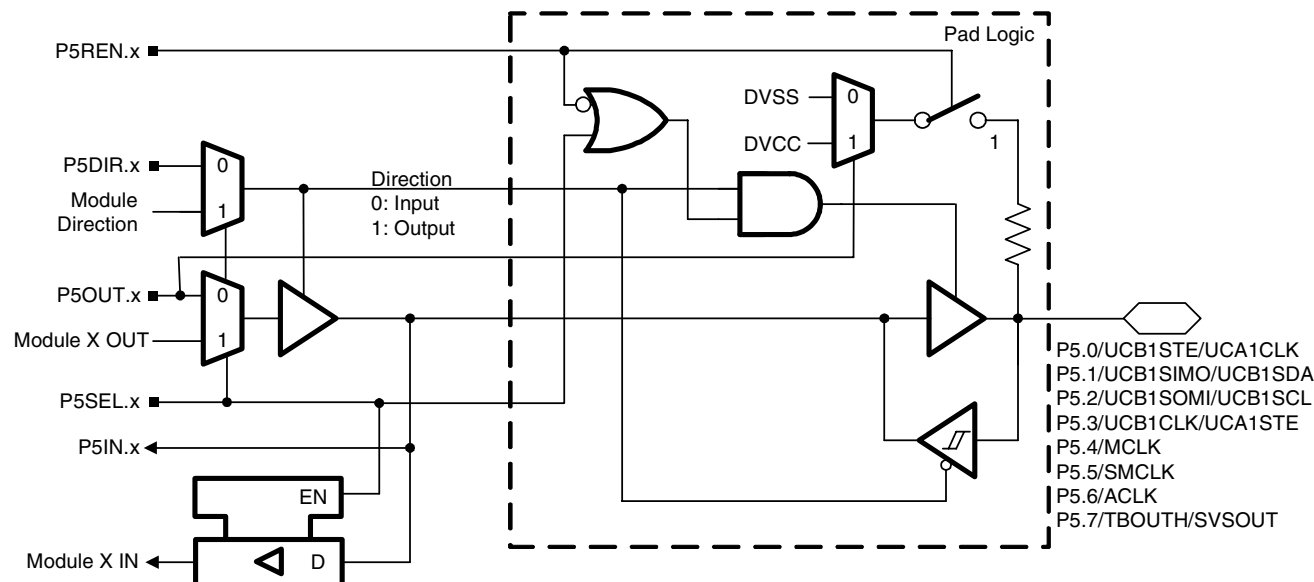 Pad Logic
P5REN.x
DVSS
0
DVCC
1
1
P5DIR.x
0
Module
Direction
1
Direction
0: Input
1: Output
P5OUT.x
0
Module X OUT
1
P5SEL.x
P5IN.x
EN
Module X IN
D
P5.0/UCB1STE/UCA1CLK
P5.1/UCB1SIMO/UCB1SDA
P5.2/UCB1SOMI/UCB1SCL
P5.3/UCB1CLK/UCA1STE
P5.4/MCLK
P5.5/SMCLK
P5.6/ACLK
P5.7/TBOUTH/SVSOUT